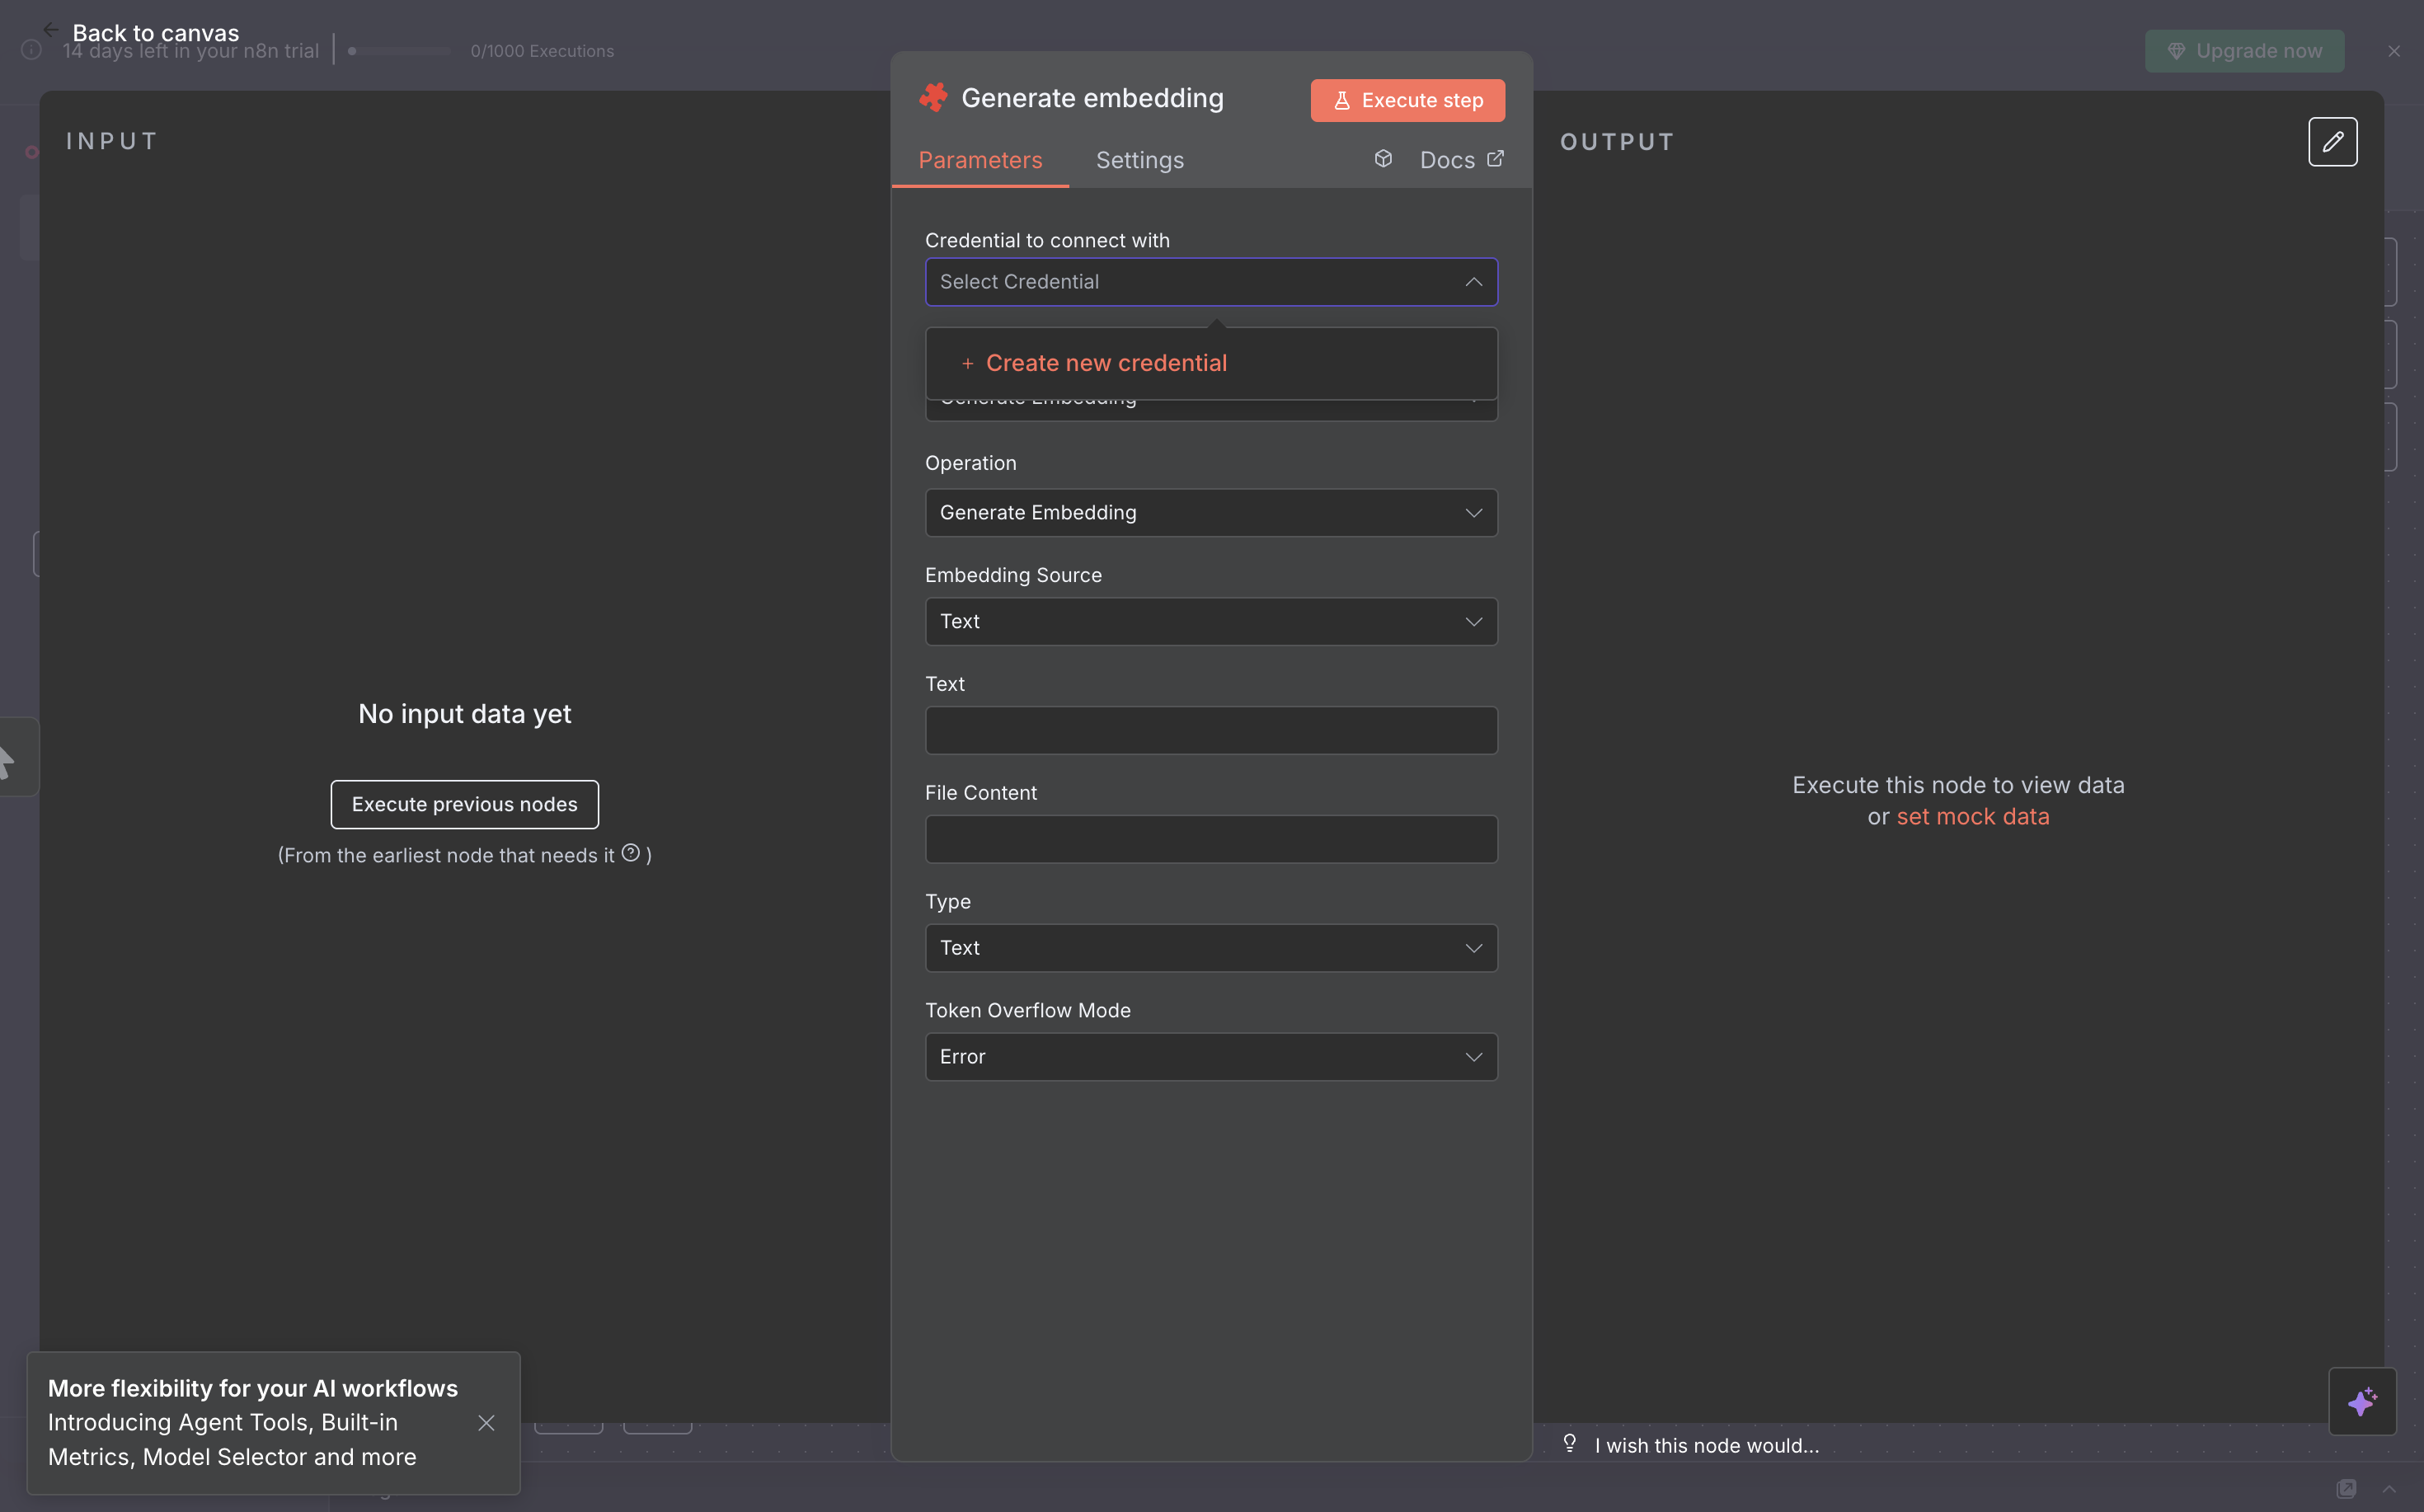 Back to canvas
14 days left in your n8n trial
0/1000 Executions
Upgrade now
INPUT
No input data yet
Execute previous nodes
(From the earliest node that needs it )
Generate embedding
Execute step
Parameters
Settings
Docs
Credential to connect with
Select Credential
+ Create new credential
Generate Embedding
Operation
Generate Embedding
Embedding Source
Text
Text
File Content
Type
Text
Token Overflow Mode
Error
OUTPUT
Execute this node to view data
or set mock data
I wish this node would...
More flexibility for your AI workflows
Introducing Agent Tools, Built-in
Metrics, Model Selector and more